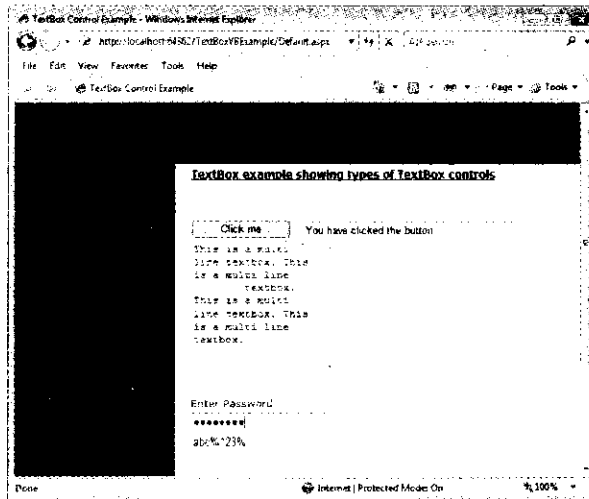 TextBox Control Example - Windows Internet Explorer
http://localhost:64362/TextBoxVBExample/Default.aspx
File Edit View Favorites Tools Help
TextBox Control Example Page Tools
TextBox example showing types of TextBox controls
Click me You have clicked the button
This is a multi
line textbox. This
is a multi line
textbox.
This is a multi
line textbox. This
is a multi line
textbox.
Enter Password
••••••••
abc%^23%
Done Internet | Protected Mode: On 100%